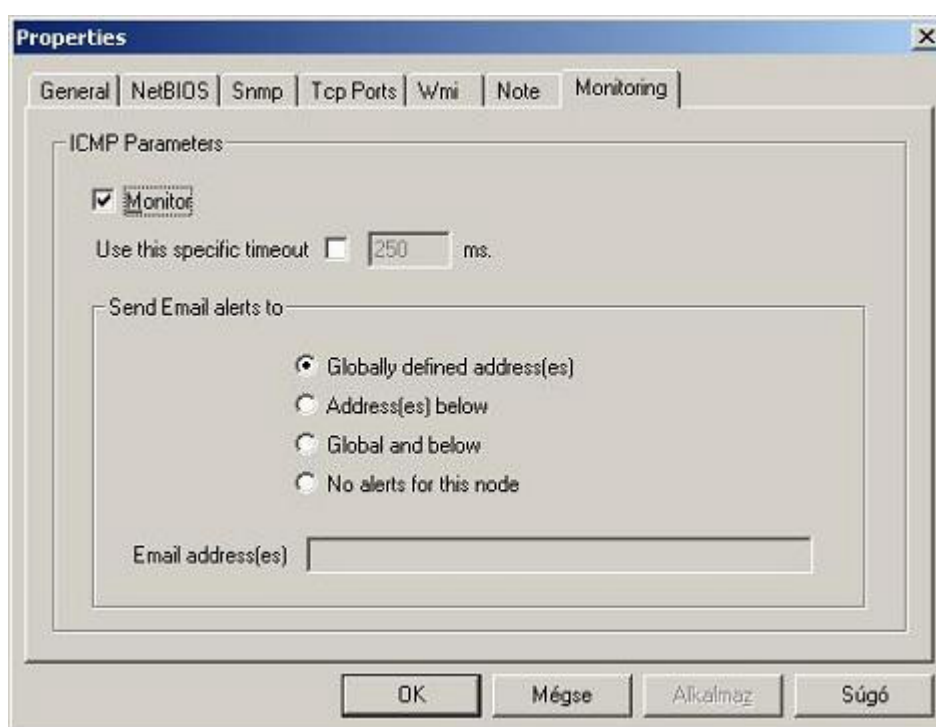 Properties
General NetBIOS Snmp Tcp Ports Wmi Note Monitoring
ICMP Parameters
Monitor
Use this specific timeout 250 ms.
Send Email alerts to
Globally defined address(es)
Address(es) below
Global and below
No alerts for this node
Email address(es)
OK Mégse Alkalmaz Súgó